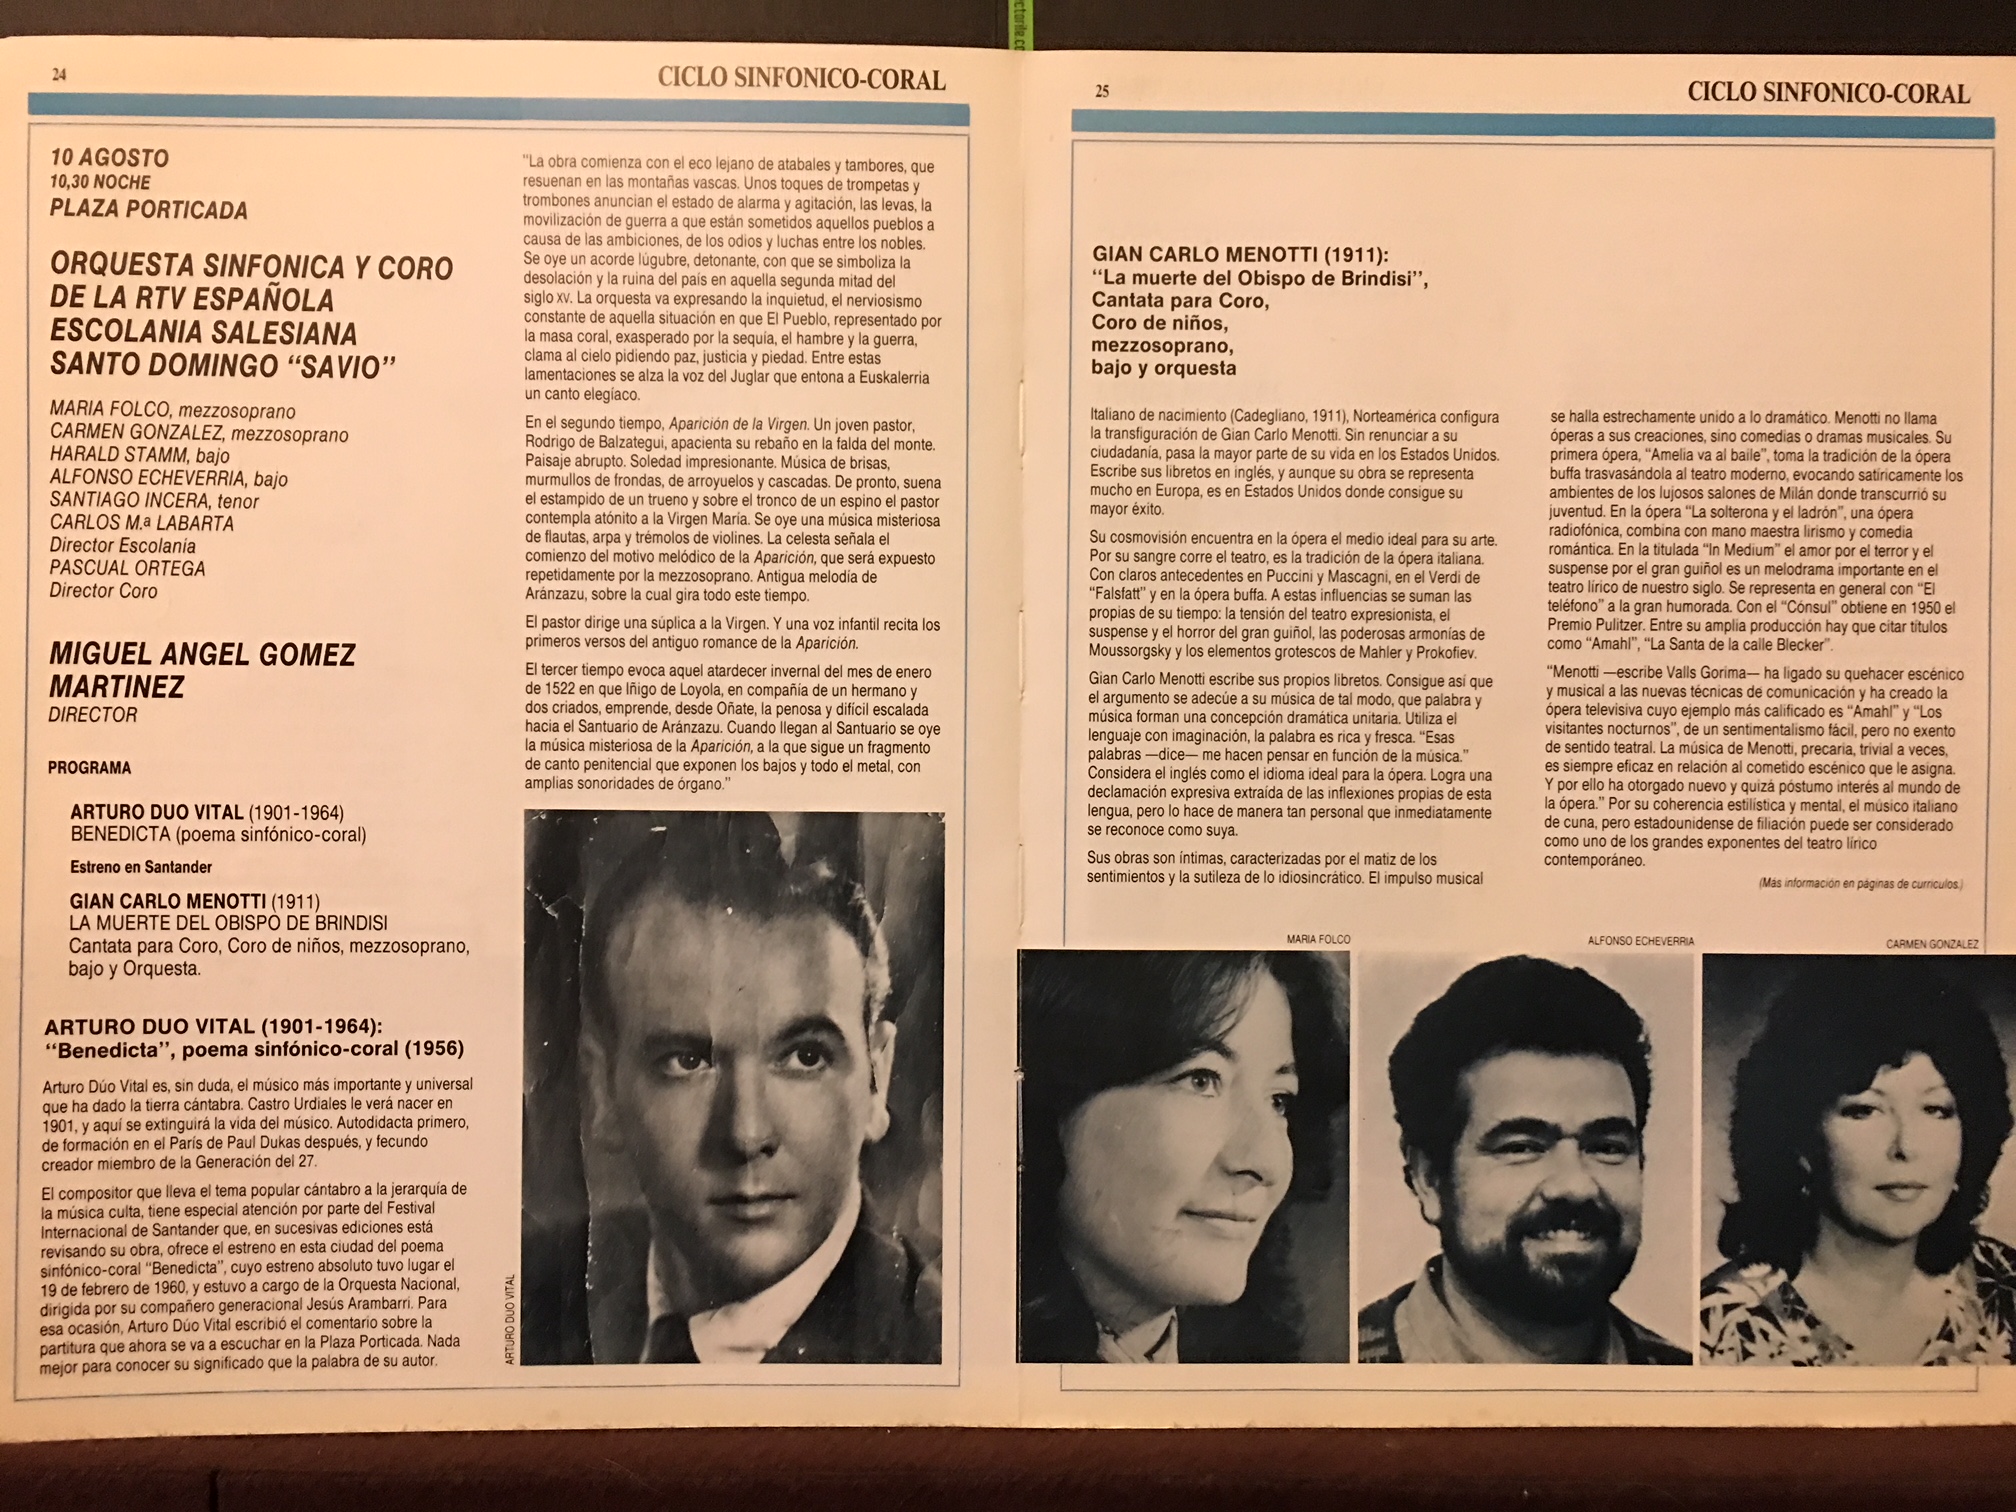 ctorile.co
24
CICLO SINFONICO-CORAL
10 AGOSTO
10,30 NOCHE
PLAZA PORTICADA
ORQUESTA SINFONICA Y CORO
DE LA RTV ESPAÑOLA
ESCOLANIA SALESIANA
SANTO DOMINGO “SAVIO”
MARIA FOLCO, mezzosoprano
CARMEN GONZALEZ, mezzosoprano
HARALD STAMM, bajo
ALFONSO ECHEVERRIA, bajo
SANTIAGO INCERA, tenor
CARLOS M.ª LABARTA
Director Escolanía
PASCUAL ORTEGA
Director Coro
MIGUEL ANGEL GOMEZ
MARTINEZ
DIRECTOR
PROGRAMA
ARTURO DUO VITAL (1901-1964)
BENEDICTA (poema sinfónico-coral)
Estreno en Santander
GIAN CARLO MENOTTI (1911)
LA MUERTE DEL OBISPO DE BRINDISI
Cantata para Coro, Coro de niños, mezzosoprano,
bajo y Orquesta.
ARTURO DUO VITAL (1901-1964):
“Benedicta”, poema sinfónico-coral (1956)
Arturo Dúo Vital es, sin duda, el músico más importante y universal
que ha dado la tierra cántabra. Castro Urdiales le verá nacer en
1901, y aquí se extinguirá la vida del músico. Autodidacta primero,
de formación en el París de Paul Dukas después, y fecundo
creador miembro de la Generación del 27.
El compositor que lleva el tema popular cántabro a la jerarquía de
la música culta, tiene especial atención por parte del Festival
Internacional de Santander que, en sucesivas ediciones está
revisando su obra, ofrece el estreno en esta ciudad del poema
sinfónico-coral “Benedicta”, cuyo estreno absoluto tuvo lugar el
19 de febrero de 1960, y estuvo a cargo de la Orquesta Nacional,
dirigida por su compañero generacional Jesús Arambarri. Para
esa ocasión, Arturo Dúo Vital escribió el comentario sobre la
partitura que ahora se va a escuchar en la Plaza Porticada. Nada
mejor para conocer su significado que la palabra de su autor.
“La obra comienza con el eco lejano de atabales y tambores, que
resuenan en las montañas vascas. Unos toques de trompetas y
trombones anuncian el estado de alarma y agitación, las levas, la
movilización de guerra a que están sometidos aquellos pueblos a
causa de las ambiciones, de los odios y luchas entre los nobles.
Se oye un acorde lúgubre, detonante, con que se simboliza la
desolación y la ruina del país en aquella segunda mitad del
siglo XV. La orquesta va expresando la inquietud, el nerviosismo
constante de aquella situación en que El Pueblo, representado por
la masa coral, exasperado por la sequía, el hambre y la guerra,
clama al cielo pidiendo paz, justicia y piedad. Entre estas
lamentaciones se alza la voz del Juglar que entona a Euskalerria
un canto elegíaco.
En el segundo tiempo, Aparición de la Virgen. Un joven pastor,
Rodrigo de Balzategui, apacienta su rebaño en la falda del monte.
Paisaje abrupto. Soledad impresionante. Música de brisas,
murmullos de frondas, de arroyuelos y cascadas. De pronto, suena
el estampido de un trueno y sobre el tronco de un espino el pastor
contempla atónito a la Virgen María. Se oye una música misteriosa
de flautas, arpa y trémolos de violines. La celesta señala el
comienzo del motivo melódico de la Aparición, que será expuesto
repetidamente por la mezzosoprano. Antigua melodía de
Aránzazu, sobre la cual gira todo este tiempo.
El pastor dirige una súplica a la Virgen. Y una voz infantil recita los
primeros versos del antiguo romance de la Aparición.
El tercer tiempo evoca aquel atardecer invernal del mes de enero
de 1522 en que Iñigo de Loyola, en compañía de un hermano y
dos criados, emprende, desde Oñate, la penosa y difícil escalada
hacia el Santuario de Aránzazu. Cuando llegan al Santuario se oye
la música misteriosa de la Aparición, a la que sigue un fragmento
de canto penitencial que exponen los bajos y todo el metal, con
amplias sonoridades de órgano.”
ARTURO DUO VITAL
25
CICLO SINFONICO-CORAL
GIAN CARLO MENOTTI (1911):
“La muerte del Obispo de Brindisi”,
Cantata para Coro,
Coro de niños,
mezzosoprano,
bajo y orquesta
Italiano de nacimiento (Cadegliano, 1911), Norteamérica configura
la transfiguración de Gian Carlo Menotti. Sin renunciar a su
ciudadanía, pasa la mayor parte de su vida en los Estados Unidos.
Escribe sus libretos en inglés, y aunque su obra se representa
mucho en Europa, es en Estados Unidos donde consigue su
mayor éxito.
Su cosmovisión encuentra en la ópera el medio ideal para su arte.
Por su sangre corre el teatro, es la tradición de la ópera italiana.
Con claros antecedentes en Puccini y Mascagni, en el Verdi de
“Falsfatt” y en la ópera buffa. A estas influencias se suman las
propias de su tiempo: la tensión del teatro expresionista, el
suspense y el horror del gran guiñol, las poderosas armonías de
Moussorgsky y los elementos grotescos de Mahler y Prokofiev.
Gian Carlo Menotti escribe sus propios libretos. Consigue así que
el argumento se adecúe a su música de tal modo, que palabra y
música forman una concepción dramática unitaria. Utiliza el
lenguaje con imaginación, la palabra es rica y fresca. “Esas
palabras —dice— me hacen pensar en función de la música.”
Considera el inglés como el idioma ideal para la ópera. Logra una
declamación expresiva extraída de las inflexiones propias de esta
lengua, pero lo hace de manera tan personal que inmediatamente
se reconoce como suya.
Sus obras son íntimas, caracterizadas por el matiz de los
sentimientos y la sutileza de lo idiosincrático. El impulso musical
se halla estrechamente unido a lo dramático. Menotti no llama
óperas a sus creaciones, sino comedias o dramas musicales. Su
primera ópera, “Amelia va al baile”, toma la tradición de la ópera
buffa trasvasándola al teatro moderno, evocando satíricamente los
ambientes de los lujosos salones de Milán donde transcurrió su
juventud. En la ópera “La solterona y el ladrón”, una ópera
radiofónica, combina con mano maestra lirismo y comedia
romántica. En la titulada “In Medium” el amor por el terror y el
suspense por el gran guiñol es un melodrama importante en el
teatro lírico de nuestro siglo. Se representa en general con “El
teléfono” a la gran humorada. Con el “Cónsul” obtiene en 1950 el
Premio Pulitzer. Entre su amplia producción hay que citar títulos
como “Amahl”, “La Santa de la calle Blecker”.
“Menotti —escribe Valls Gorima— ha ligado su quehacer escénico
y musical a las nuevas técnicas de comunicación y ha creado la
ópera televisiva cuyo ejemplo más calificado es “Amahl” y “Los
visitantes nocturnos”, de un sentimentalismo fácil, pero no exento
de sentido teatral. La música de Menotti, precaria, trivial a veces,
es siempre eficaz en relación al cometido escénico que le asigna.
Y por ello ha otorgado nuevo y quizá póstumo interés al mundo de
la ópera.” Por su coherencia estilística y mental, el músico italiano
de cuna, pero estadounidense de filiación puede ser considerado
como uno de los grandes exponentes del teatro lírico
contemporáneo.
(Más información en páginas de currículos.)
MARIA FOLCO
ALFONSO ECHEVERRIA
CARMEN GONZALEZ